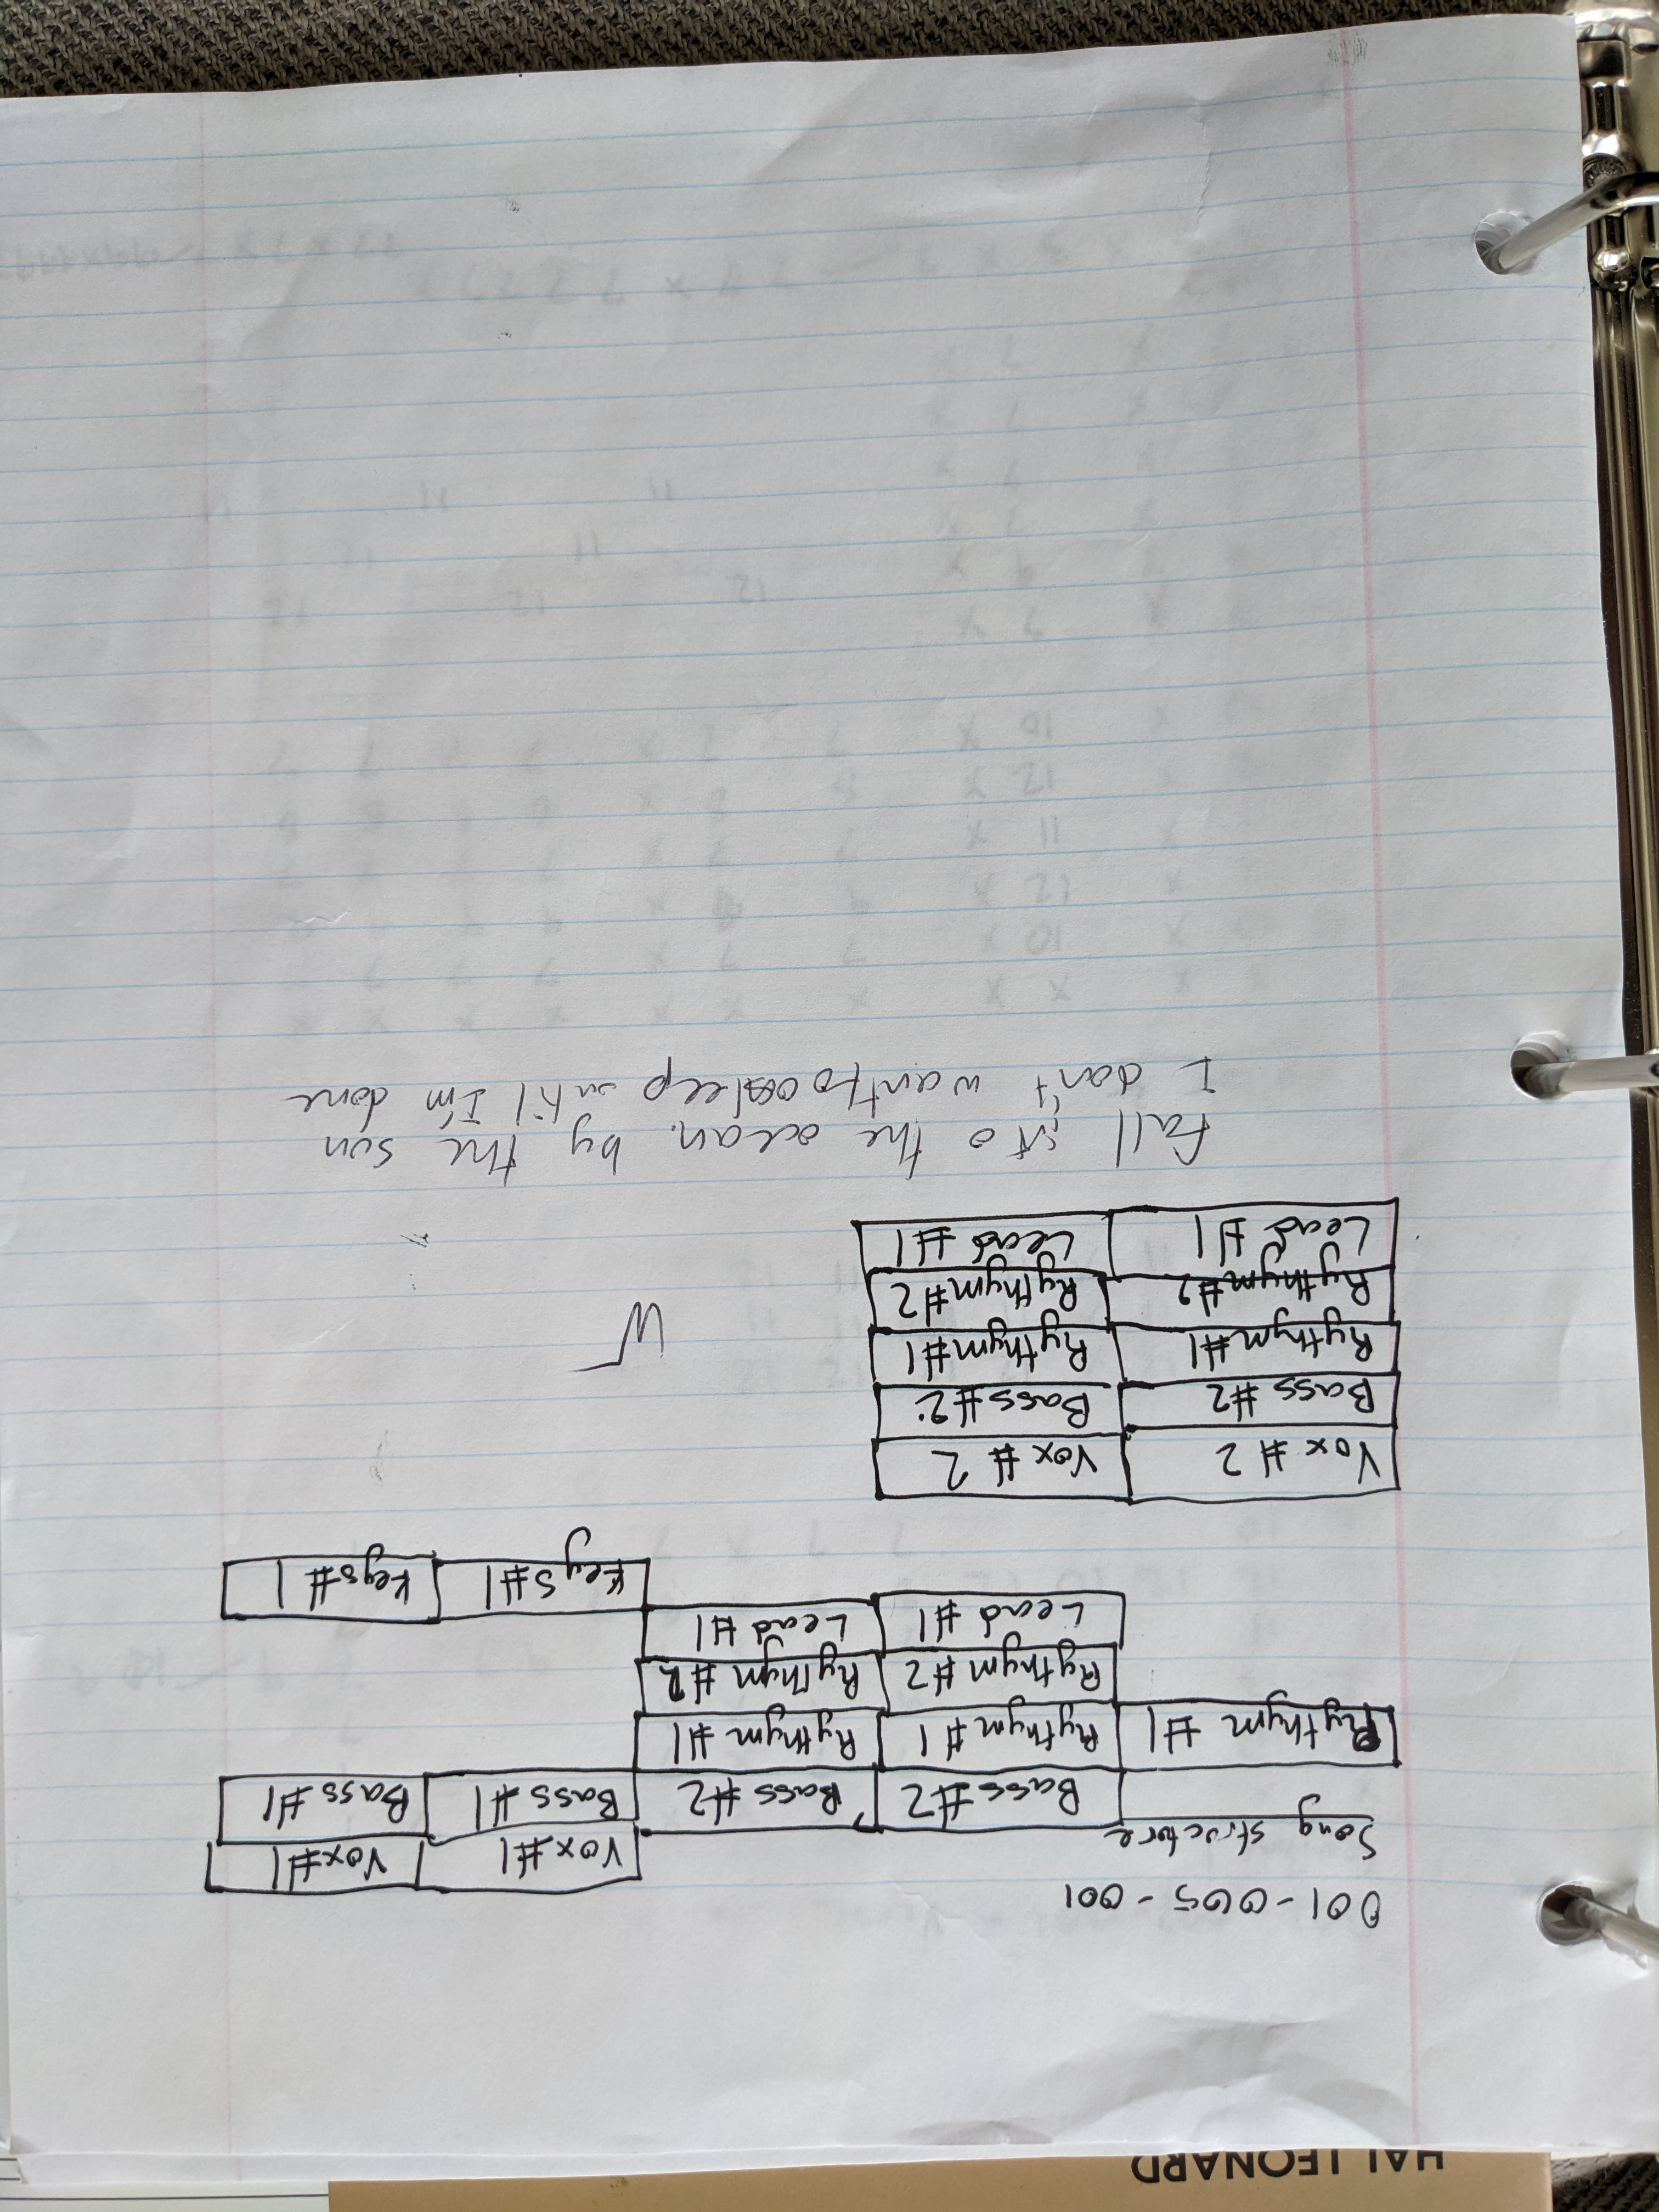 HAL LEONARD
001-005-001
Song structure
Vox #1 Vox #1
Bass #2 Bass #2 Bass #1 Bass #1
Rythym #1 Rythym #1 Rythym #1
Rythym #2 Rythym #2
Lead #1 Lead #1
Keys #1 Keys #1
Vox #2 Vox #2
Bass #2 Bass #2
Rythym #1 Rythym #1
Rythym #2 Rythym #2
Lead #1 Lead #1
Fall into the ocean. by the sun
I don't want to sleep until I'm done